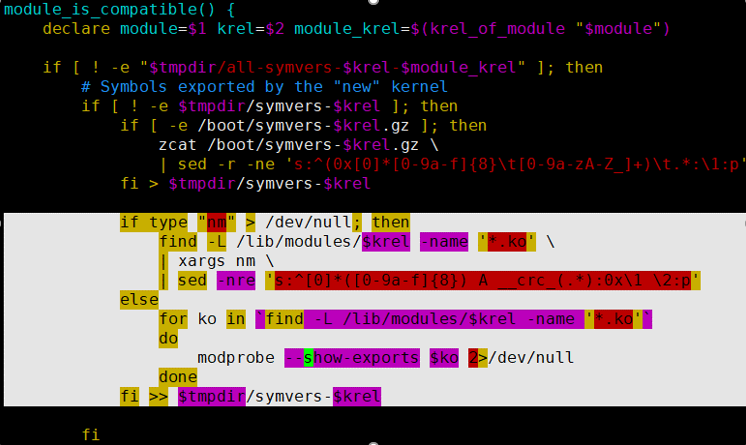 module_is_compatible() {
    declare module=$1 krel=$2 module_krel=$(krel_of_module "$module")

    if [ ! -e "$tmpdir/all-symvers-$krel-$module_krel" ]; then
        # Symbols exported by the "new" kernel
        if [ ! -e $tmpdir/symvers-$krel ]; then
            if [ -e /boot/symvers-$krel.gz ]; then
                zcat /boot/symvers-$krel.gz \
                | sed -r -ne 's:^(0x[0]*[0-9a-f]{8}\t[0-9a-zA-Z_]+)\t.*:\1:p'
            fi > $tmpdir/symvers-$krel

            if type "nm" > /dev/null; then
                find -L /lib/modules/$krel -name '*.ko' \
                | xargs nm \
                | sed -nre 's:^[0]*([0-9a-f]{8}) A __crc_(.*):0x\1 \2:p'
            else
                for ko in `find -L /lib/modules/$krel -name '*.ko'`
                do
                    modprobe --show-exports $ko 2>/dev/null
                done
            fi >> $tmpdir/symvers-$krel

        fi